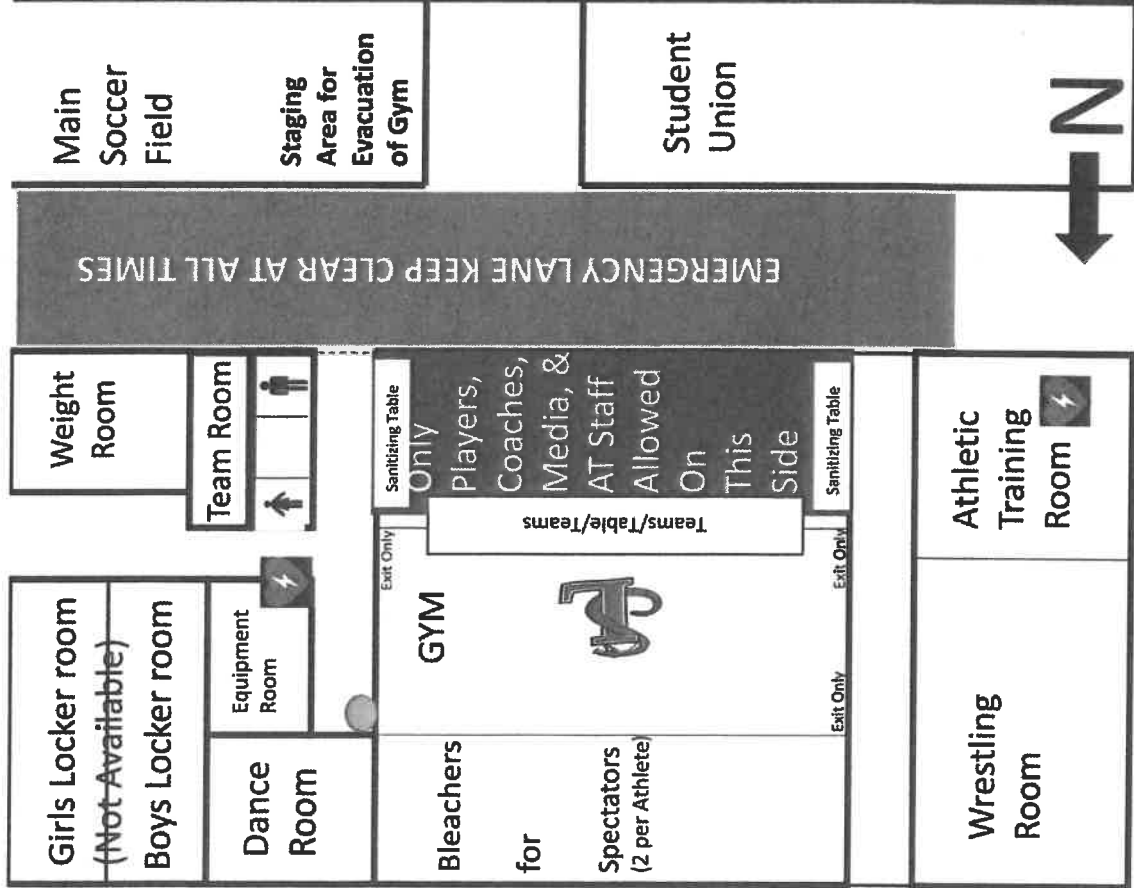 Main
Soccer
Field
Staging
Area for
Evacuation
of Gym
Student
Union
N
EMERGENCY LANE KEEP CLEAR AT ALL TIMES
Weight
Room
Team Room
Sanitizing Table
Only
Players,
Coaches,
Media, &
AT Staff
Allowed
On
This
Side
Sanitizing Table
Teams/Table/Teams
Athletic
Training
Room
Girls Locker room
(Not Available)
Boys Locker room
Equipment
Room
Dance
Room
Exit Only
GYM
Exit Only
Exit Only
Bleachers
for
Spectators
(2 per Athlete)
Wrestling
Room